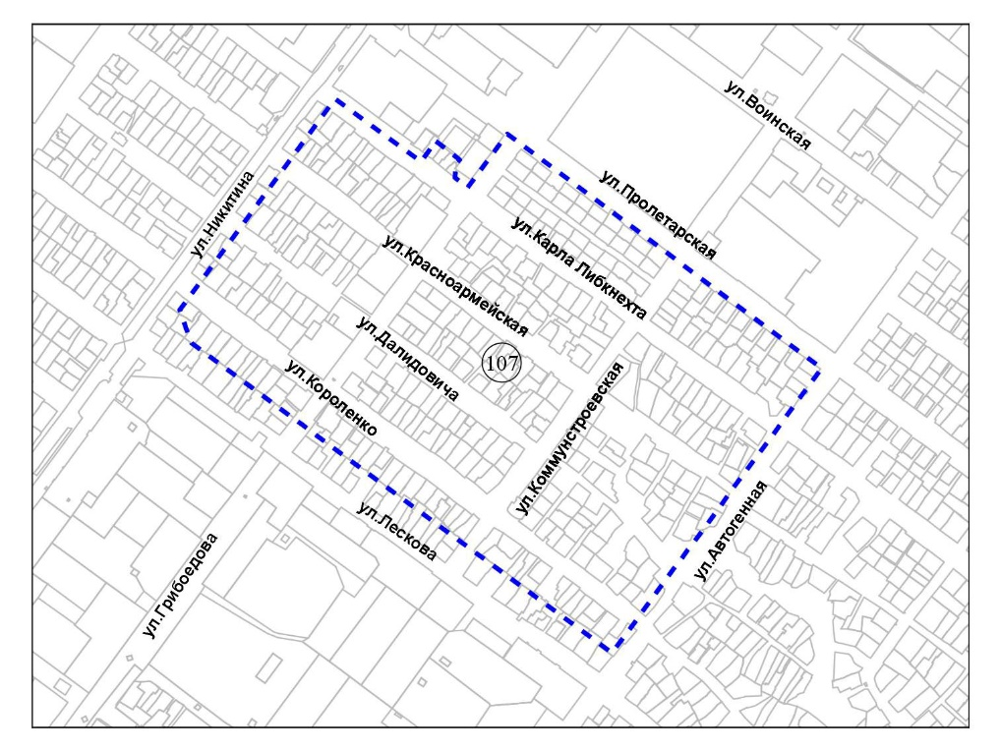 ул.Воинская
ул.Пролетарская
ул.Никитина
ул.Карла Либкнехта
ул.Красноармейская
ул.Далидовича
107
ул.Короленко
ул.Коммунстроевская
ул.Лескова
ул.Автогенная
ул.Грибоедова